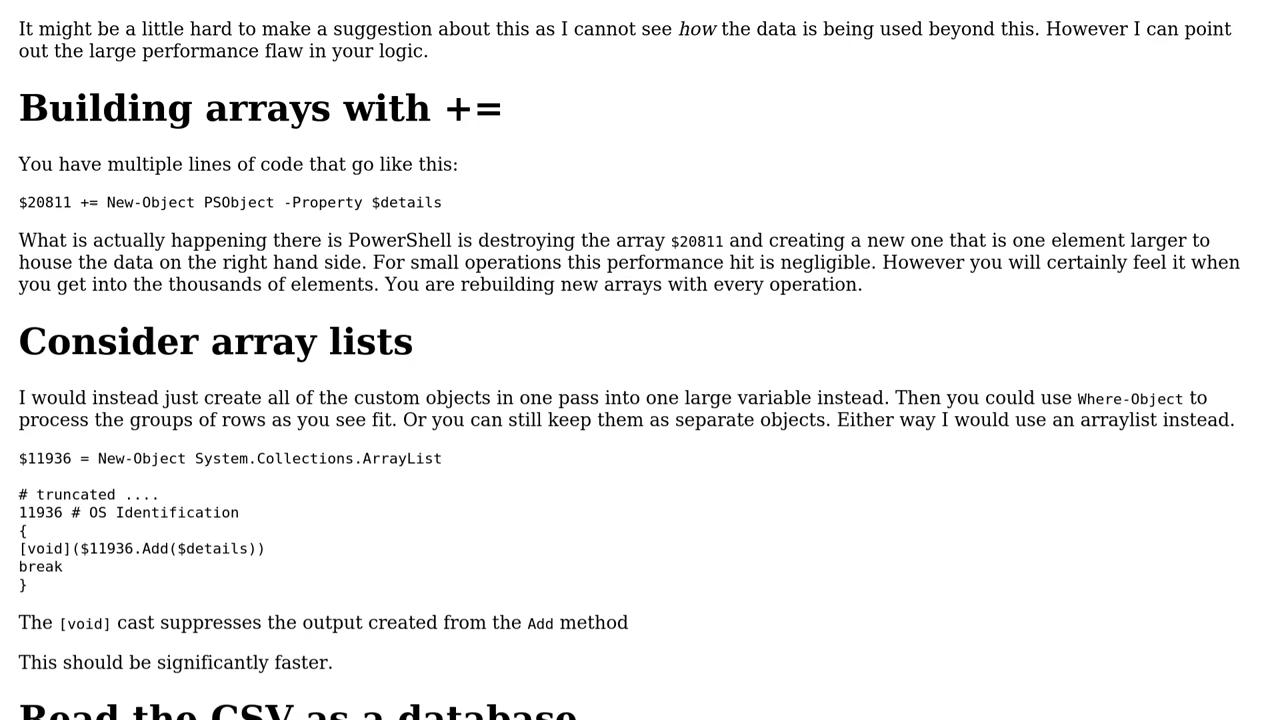 It might be a little hard to make a suggestion about this as I cannot see how the data is being used beyond this. However I can point
out the large performance flaw in your logic.
Building arrays with +=
You have multiple lines of code that go like this:
$20811 += New-Object PSObject -Property $details
What is actually happening there is PowerShell is destroying the array $20811 and creating a new one that is one element larger to
house the data on the right hand side. For small operations this performance hit is negligible. However you will certainly feel it when
you get into the thousands of elements. You are rebuilding new arrays with every operation.
Consider array lists
I would instead just create all of the custom objects in one pass into one large variable instead. Then you could use Where-Object to
process the groups of rows as you see fit. Or you can still keep them as separate objects. Either way I would use an arraylist instead.
$11936 = New-Object System.Collections.ArrayList
# truncated ....
11936 # OS Identification
{
[void]($11936.Add($details))
break
}
The [void] cast suppresses the output created from the Add method
This should be significantly faster.
Read the CSV as a database